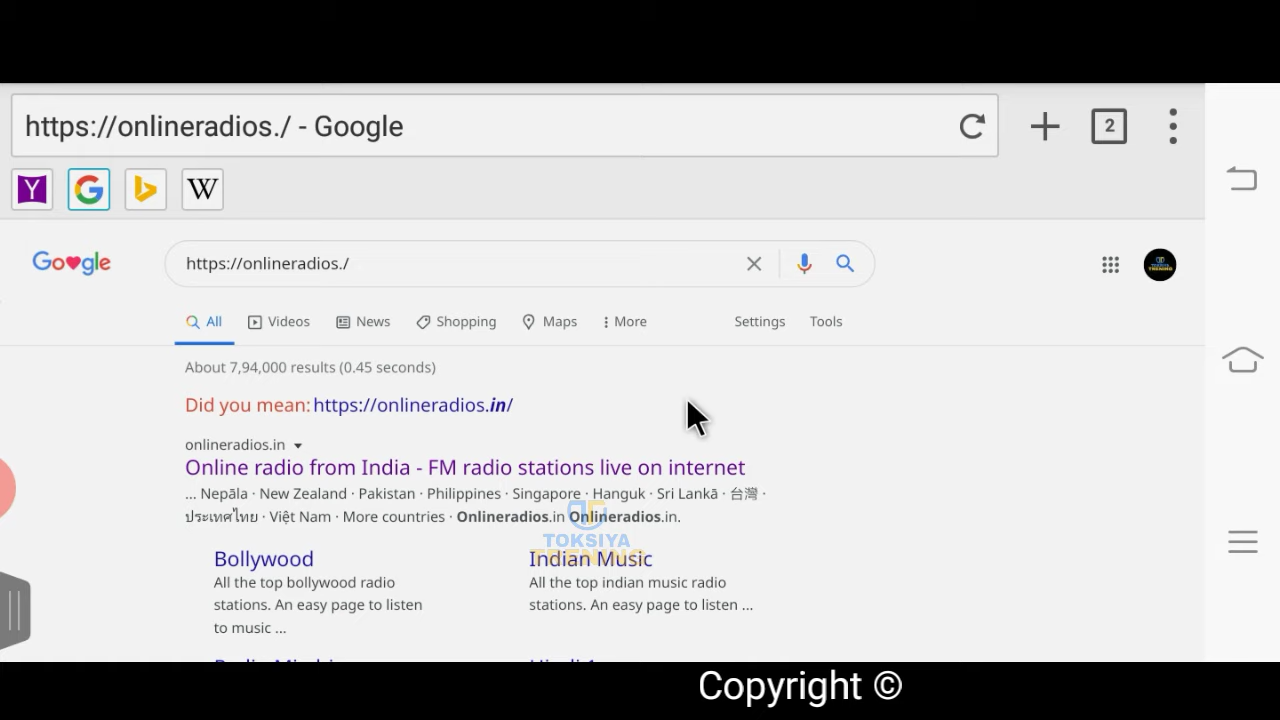 https://onlineradios./ - Google
2
Y G W
Google
https://onlineradios./
All Videos News Shopping Maps More Settings Tools
About 7,94,000 results (0.45 seconds)
Did you mean: https://onlineradios.in/
onlineradios.in
Online radio from India - FM radio stations live on internet
... Nepāla · New Zealand · Pakistan · Philippines · Singapore · Hanguk · Sri Lankā · 台灣 ·
ประเทศไทย · Việt Nam · More countries · Onlineradios.in Onlineradios.in.
TOKSIYA
TRENING
Bollywood
All the top bollywood radio
stations. An easy page to listen
to music ...
Indian Music
All the top indian music radio
stations. An easy page to listen ...
Copyright ©